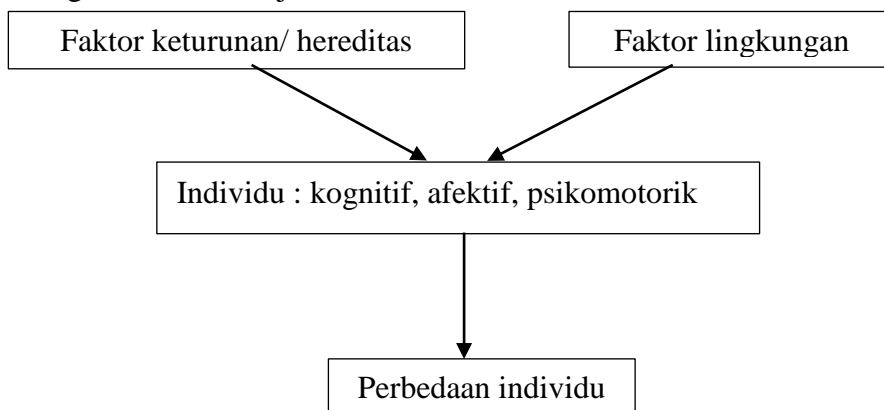 Faktor keturunan/ hereditas
Faktor lingkungan
Individu : kognitif, afektif, psikomotorik
Perbedaan individu